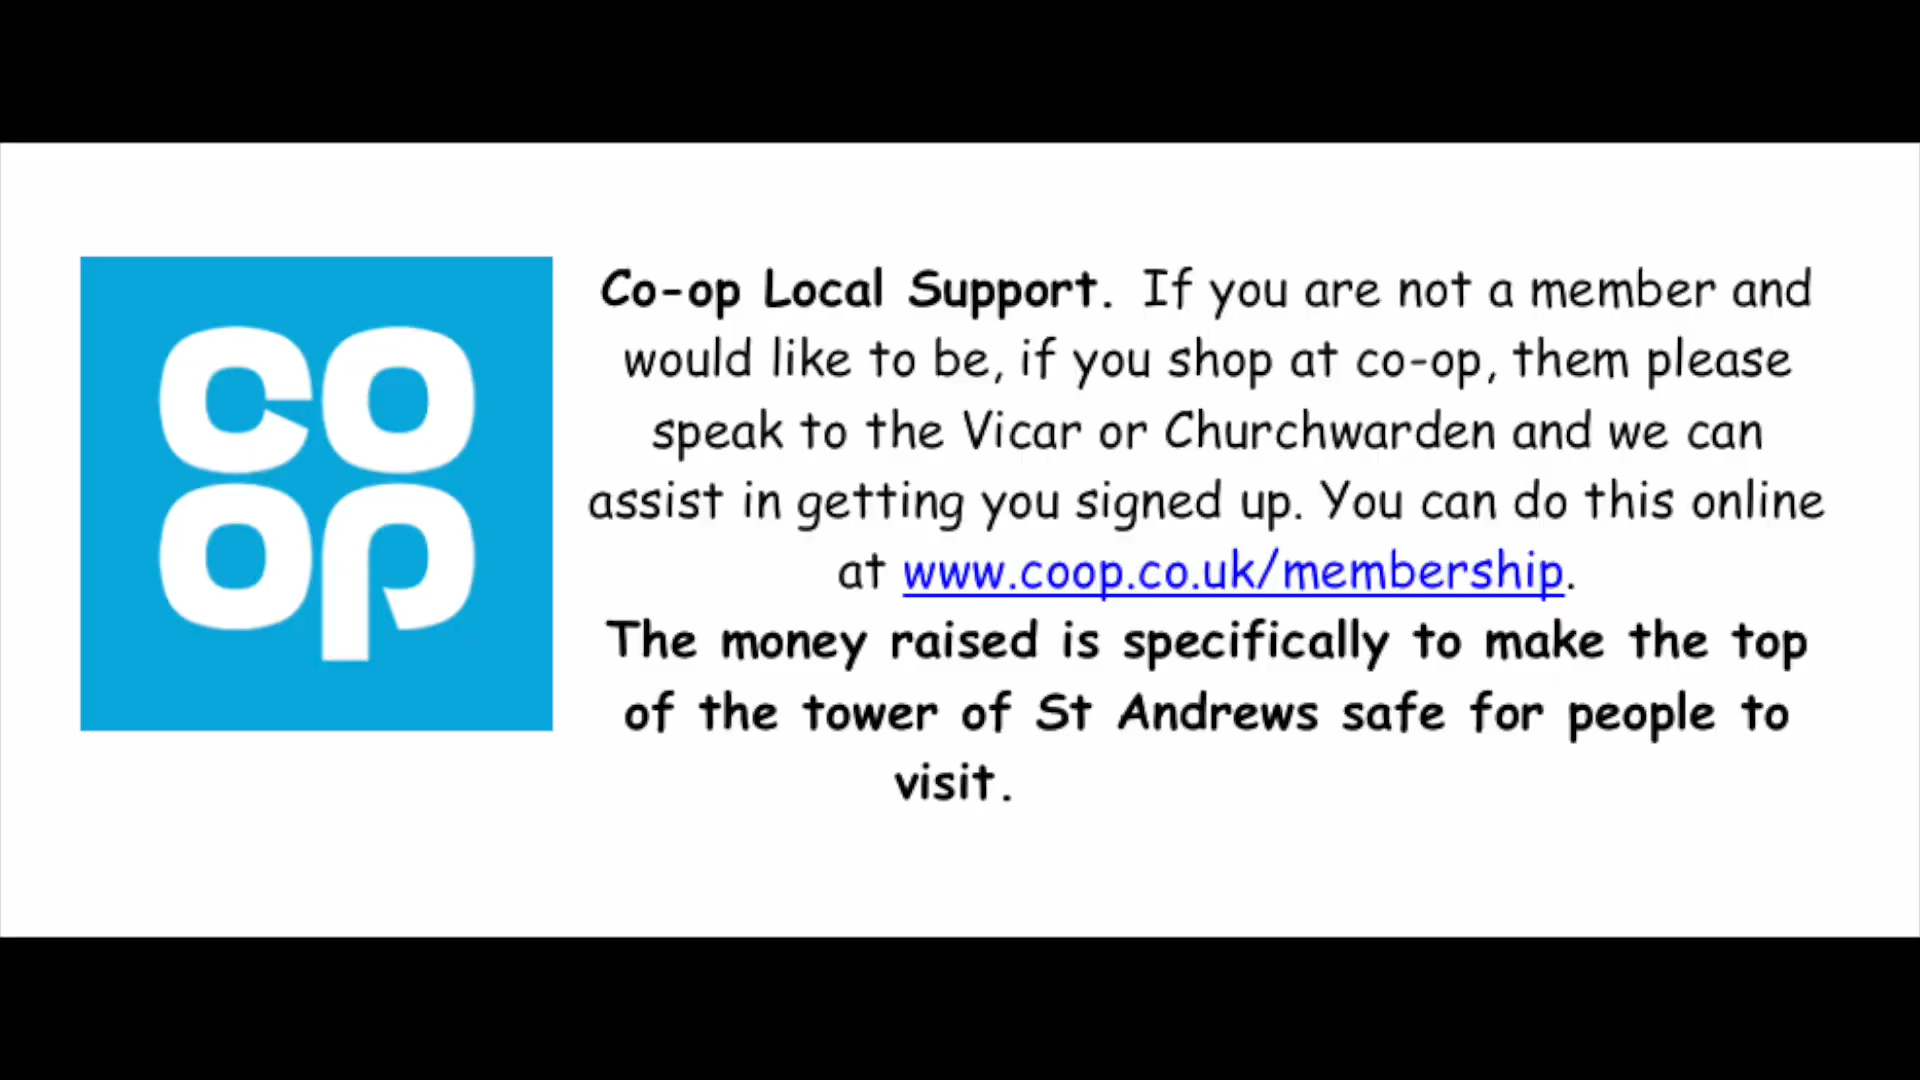 co
op
Co-op Local Support. If you are not a member and
would like to be, if you shop at co-op, them please
speak to the Vicar or Churchwarden and we can
assist in getting you signed up. You can do this online
at www.coop.co.uk/membership.
The money raised is specifically to make the top
of the tower of St Andrews safe for people to
visit.